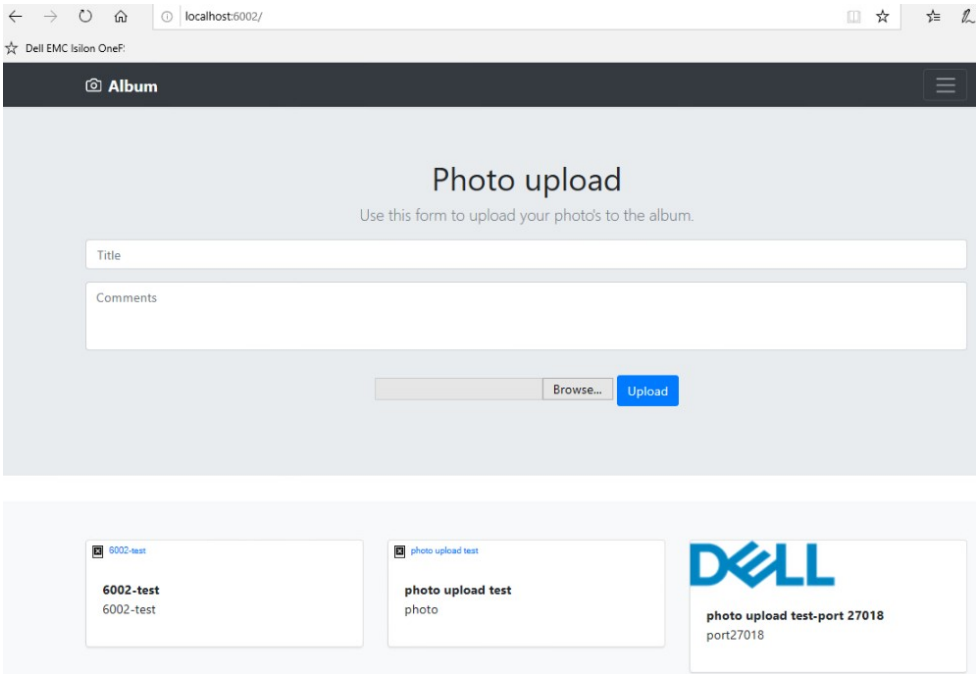 localhost:6002/
Dell EMC Isilon OneF:
Album
Photo upload
Use this form to upload your photo's to the album.
Title
Comments
Browse... Upload
6002-test
6002-test
6002-test
photo upload test
photo upload test
photo
DELL
photo upload test-port 27018
port27018